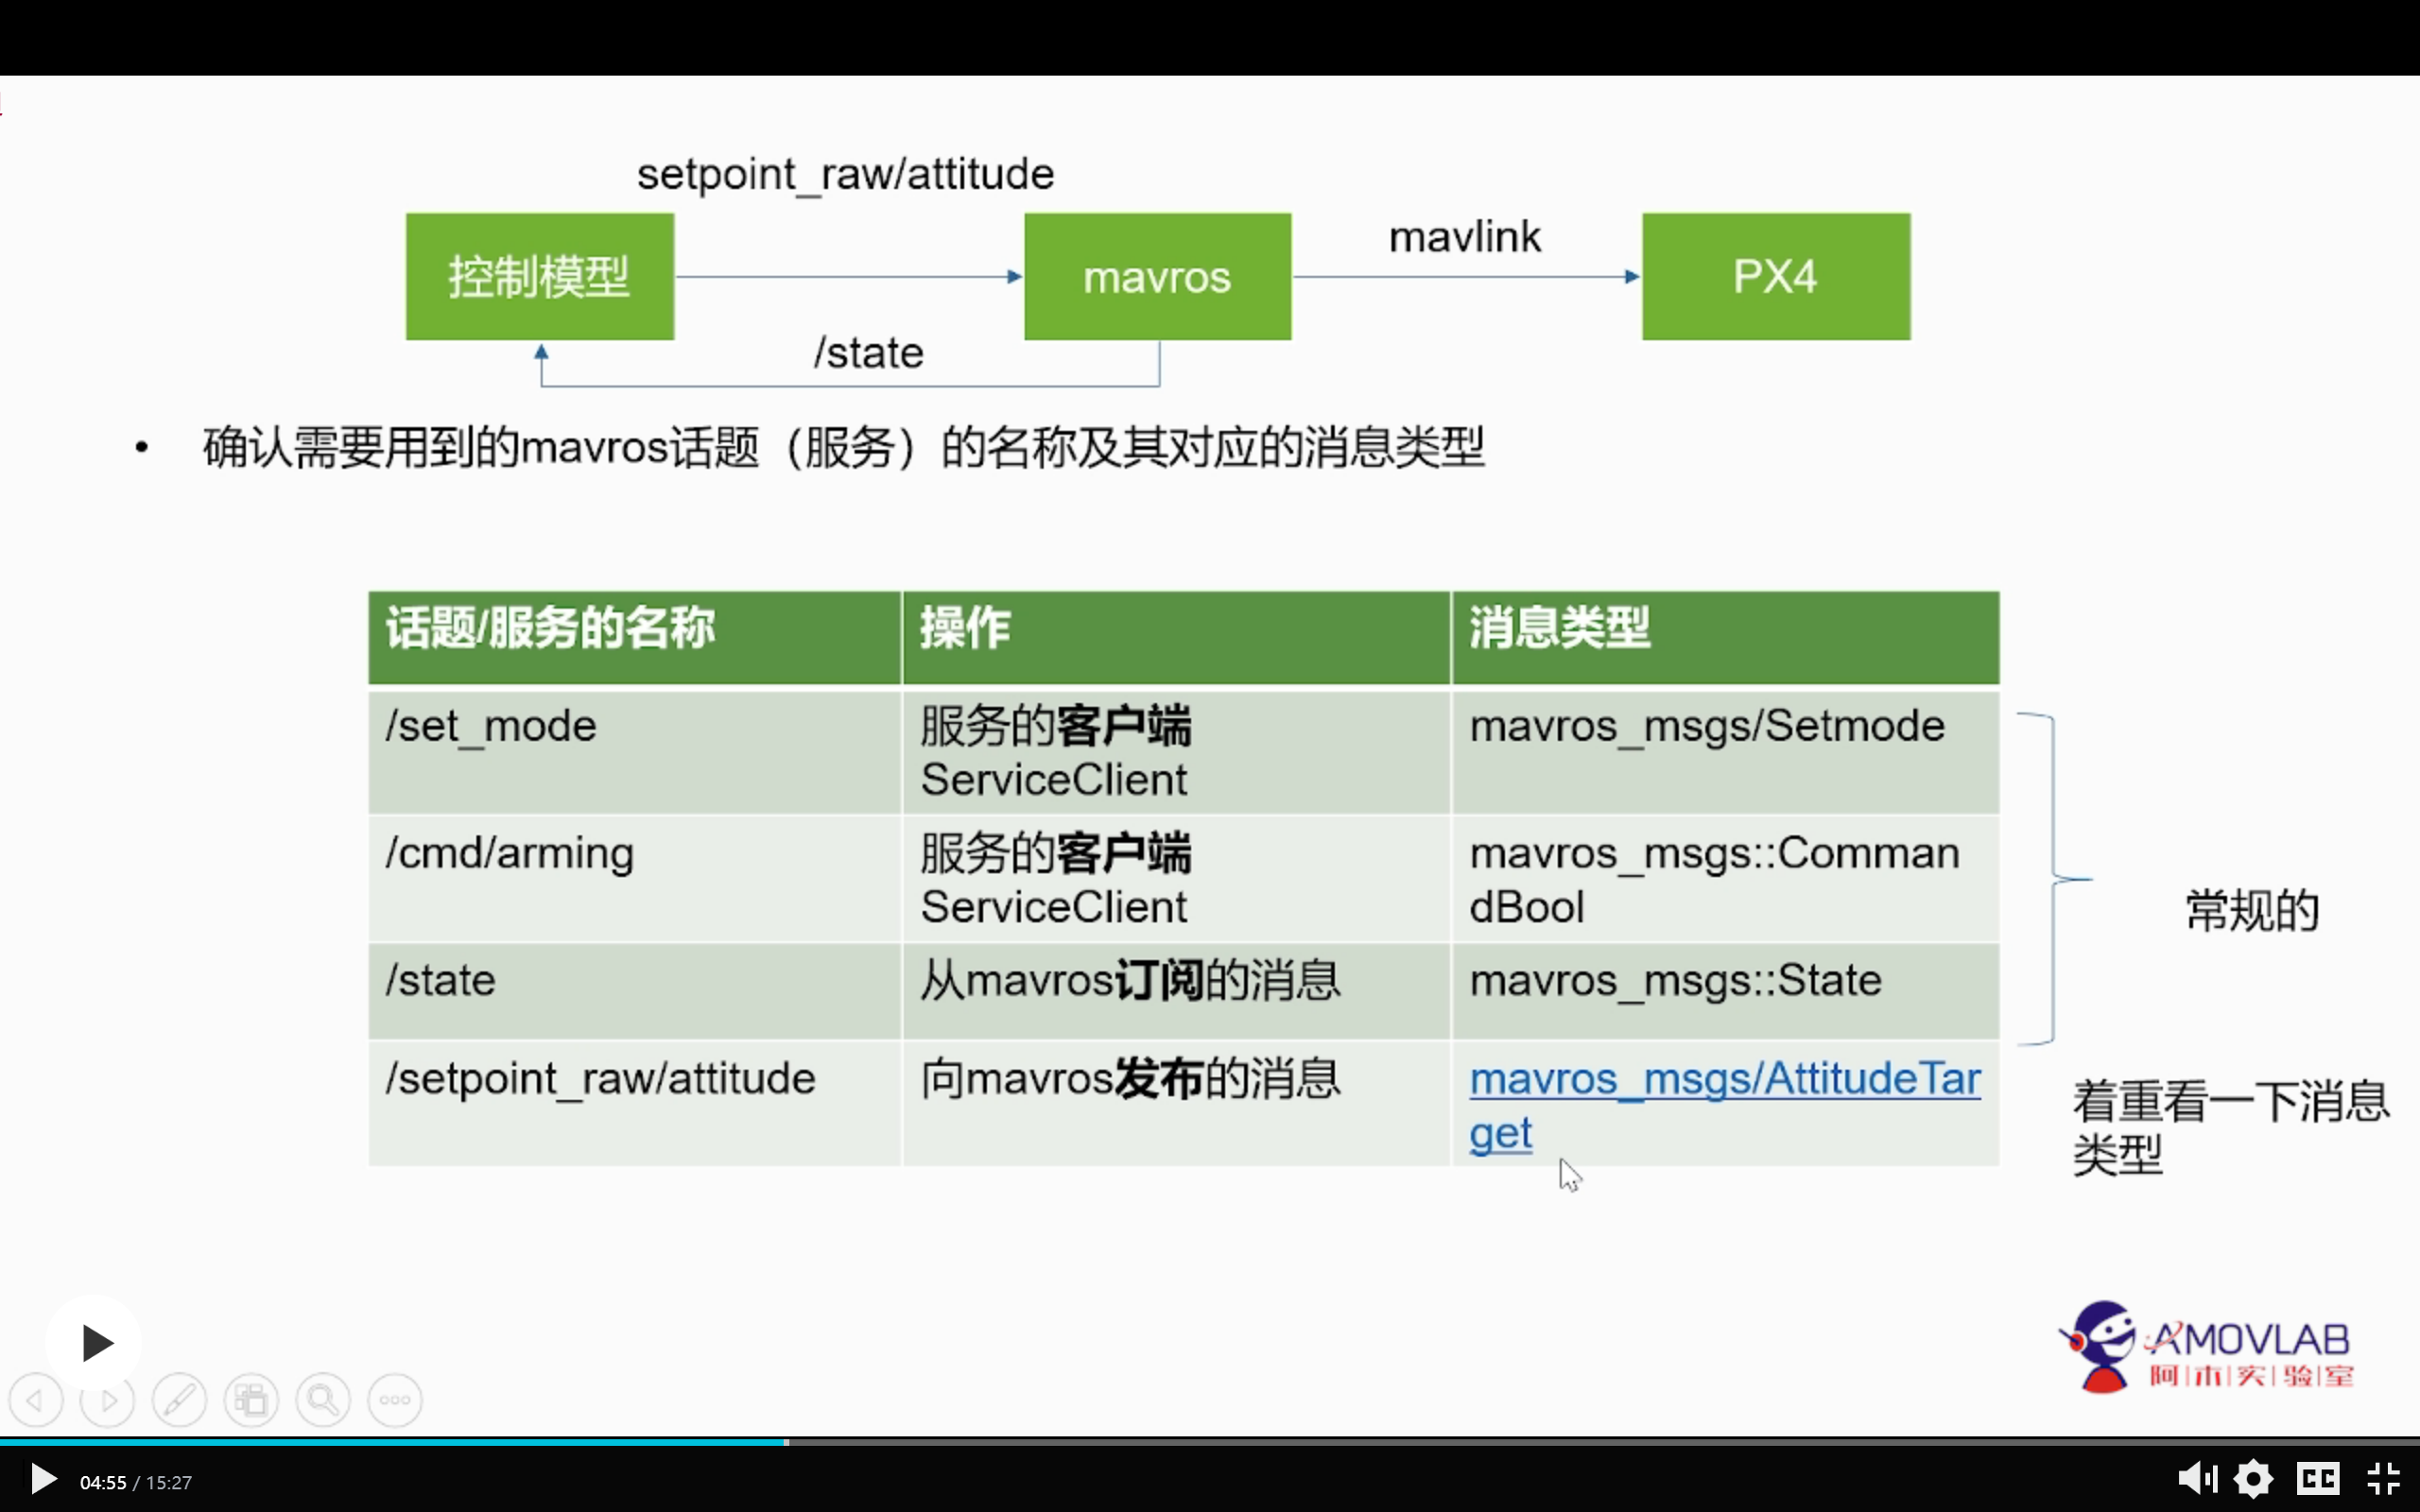 setpoint_raw/attitude
控制模型
mavros
mavlink
PX4
/state
• 确认需要用到的mavros话题（服务）的名称及其对应的消息类型
话题/服务的名称
操作
消息类型
/set_mode
服务的客户端
ServiceClient
mavros_msgs/Setmode
/cmd/arming
服务的客户端
ServiceClient
mavros_msgs::Comman
dBool
/state
从mavros订阅的消息
mavros_msgs::State
/setpoint_raw/attitude
向mavros发布的消息
mavros_msgs/AttitudeTar
get
常规的
着重看一下消息
类型
AMOVLAB
阿木实验室
04:55 / 15:27
CC